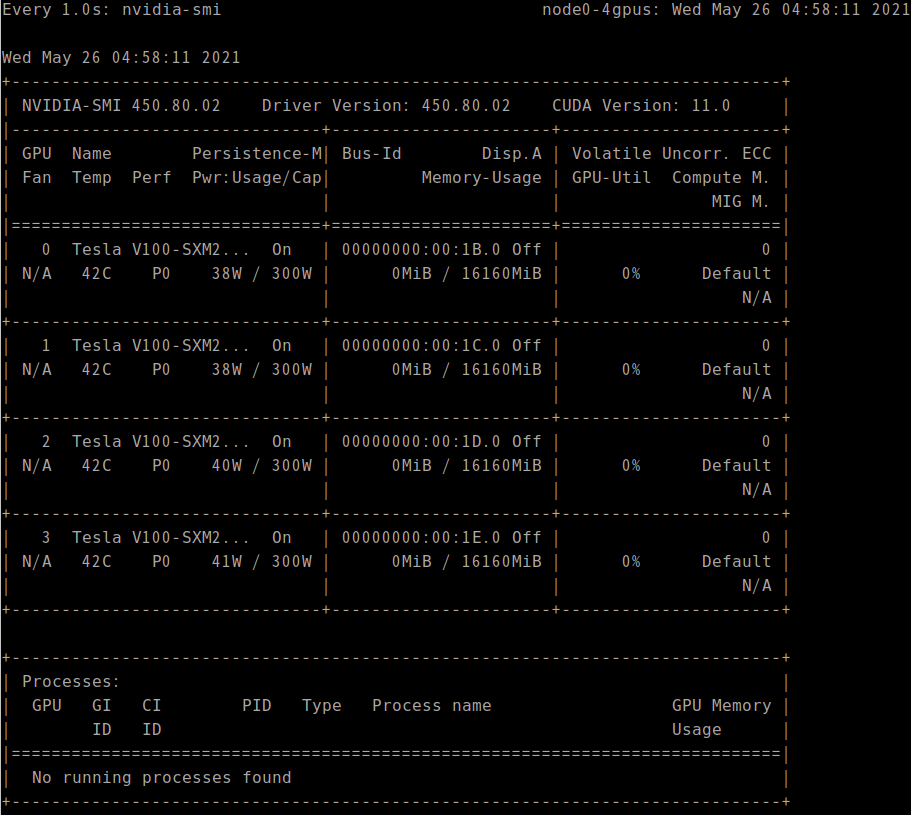 Every 1.0s: nvidia-smi                                node0-4gpus: Wed May 26 04:58:11 2021

Wed May 26 04:58:11 2021
+-----------------------------------------------------------------------------+
| NVIDIA-SMI 450.80.02    Driver Version: 450.80.02    CUDA Version: 11.0     |
|-------------------------------+----------------------+----------------------+
| GPU  Name        Persistence-M| Bus-Id        Disp.A | Volatile Uncorr. ECC |
| Fan  Temp  Perf  Pwr:Usage/Cap|         Memory-Usage | GPU-Util  Compute M. |
|                               |                      |               MIG M. |
|===============================+======================+======================|
|   0  Tesla V100-SXM2...  On   | 00000000:00:1B.0 Off |                    0 |
| N/A   42C    P0    38W / 300W |      0MiB / 16160MiB |      0%      Default |
|                               |                      |                  N/A |
+-------------------------------+----------------------+----------------------+
|   1  Tesla V100-SXM2...  On   | 00000000:00:1C.0 Off |                    0 |
| N/A   42C    P0    38W / 300W |      0MiB / 16160MiB |      0%      Default |
|                               |                      |                  N/A |
+-------------------------------+----------------------+----------------------+
|   2  Tesla V100-SXM2...  On   | 00000000:00:1D.0 Off |                    0 |
| N/A   42C    P0    40W / 300W |      0MiB / 16160MiB |      0%      Default |
|                               |                      |                  N/A |
+-------------------------------+----------------------+----------------------+
|   3  Tesla V100-SXM2...  On   | 00000000:00:1E.0 Off |                    0 |
| N/A   42C    P0    41W / 300W |      0MiB / 16160MiB |      0%      Default |
|                               |                      |                  N/A |
+-------------------------------+----------------------+----------------------+

+-----------------------------------------------------------------------------+
| Processes:                                                                  |
|  GPU   GI   CI        PID   Type   Process name                  GPU Memory |
|        ID   ID                                                   Usage      |
|=============================================================================|
|  No running processes found                                                 |
+-----------------------------------------------------------------------------+